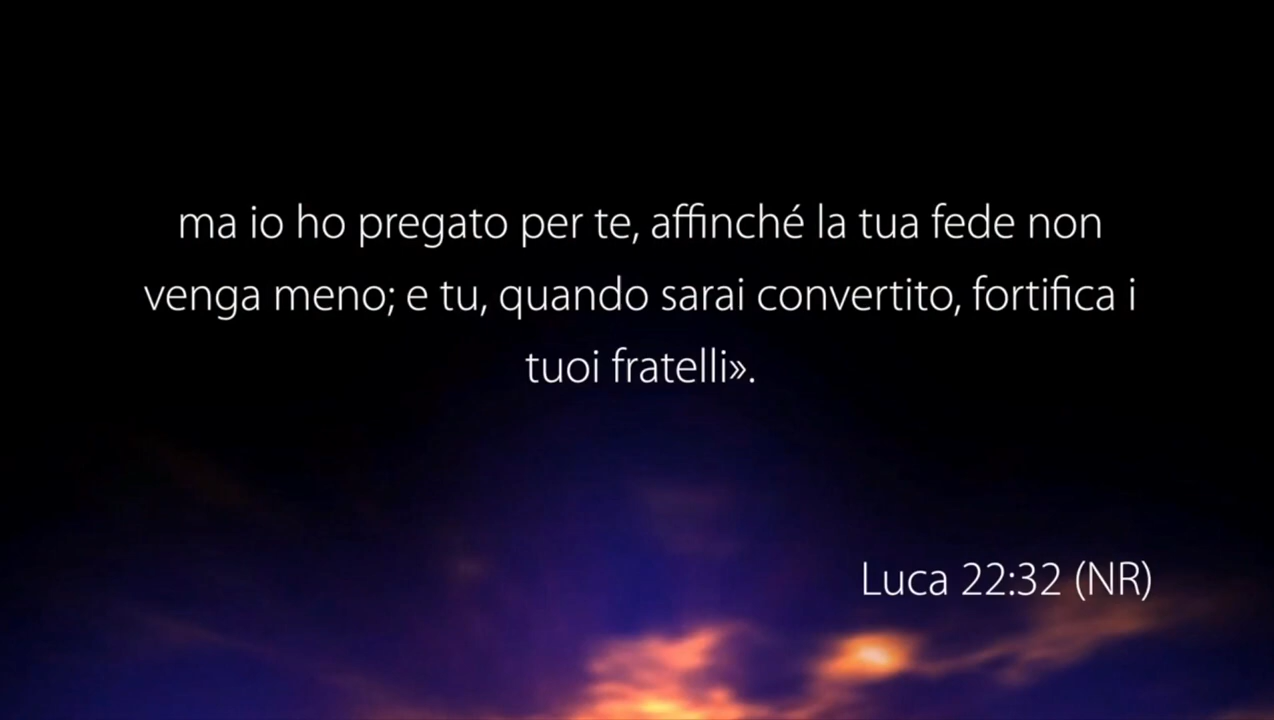 ma io ho pregato per te, affinché la tua fede non
venga meno; e tu, quando sarai convertito, fortifica i
tuoi fratelli».
Luca 22:32 (NR)